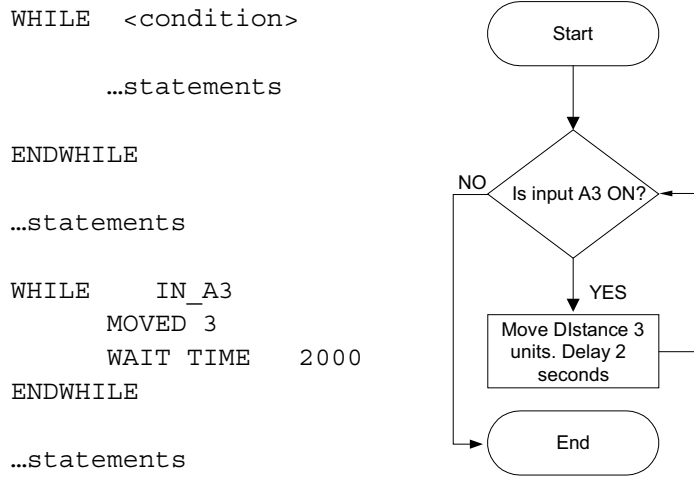 WHILE <condition>
…statements
ENDWHILE
…statements
WHILE IN_A3
MOVED 3
WAIT TIME 2000
ENDWHILE
…statements
Start
NO
Is input A3 ON?
YES
Move DIstance 3
units. Delay 2
seconds
End